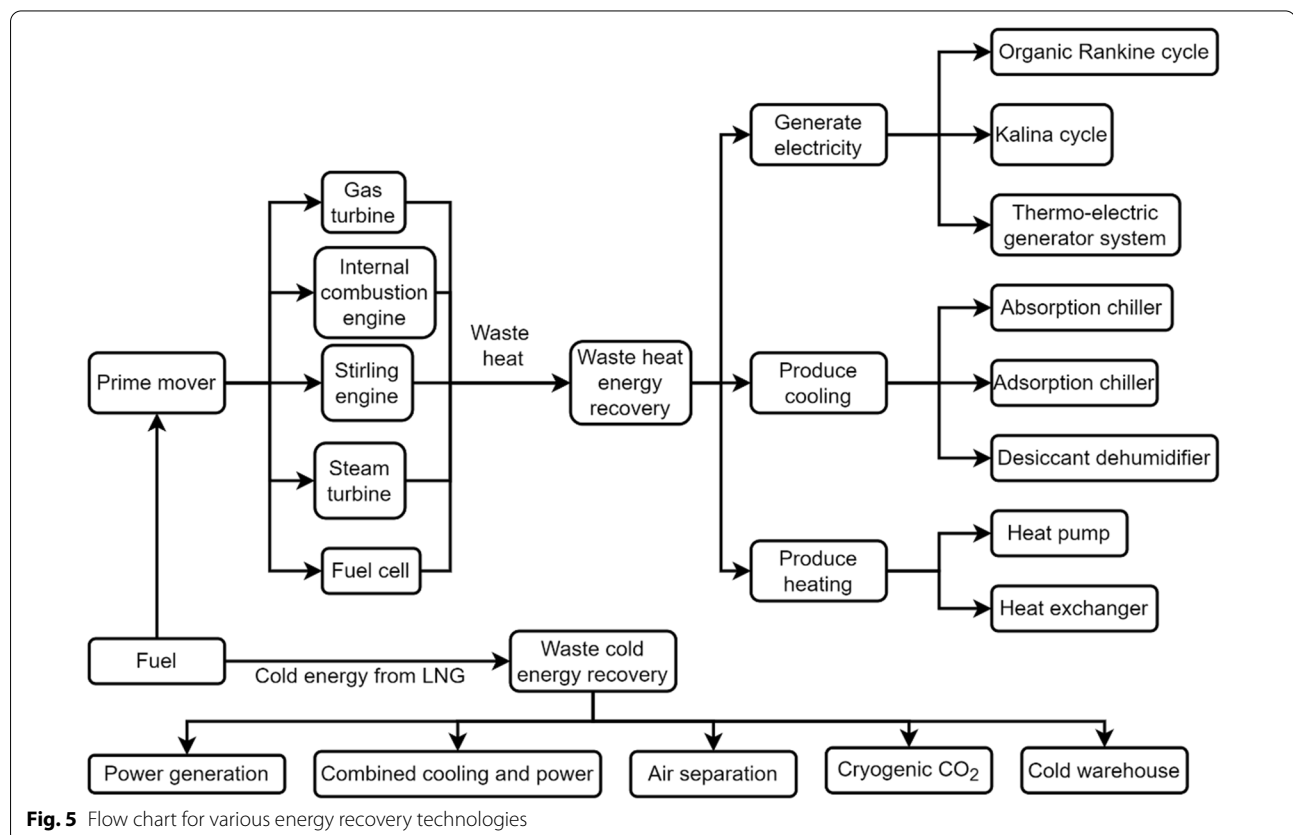 Organic Rankine cycle
Generate
electricity
Kalina cycle
Thermo-electric
generator system
Gas
turbine
Internal
combustion
engine
Stirling
engine
Steam
turbine
Fuel cell
Prime mover
Waste
heat
Waste heat
energy
recovery
Produce
cooling
Absorption chiller
Adsorption chiller
Desiccant dehumidifier
Produce
heating
Heat pump
Heat exchanger
Fuel
Cold energy from LNG
Waste cold
energy recovery
Power generation
Combined cooling and power
Air separation
Cryogenic CO2
Cold warehouse
Fig. 5 Flow chart for various energy recovery technologies